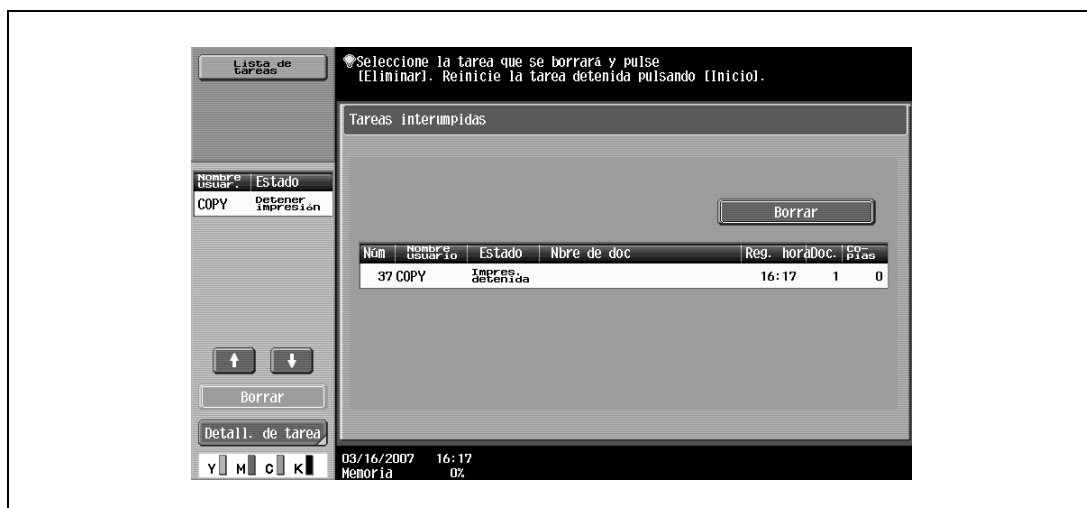 Lista de
tareas
Seleccione la tarea que se borrará y pulse
[Eliminar]. Reinicie la tarea detenida pulsando [Inicio].
Tareas interumpidas
Nombre usuar. Estado
COPY Detener impresión
Borrar
Núm Nombre usuario Estado Nbre de doc Reg. hora Doc. Co-pias
37 COPY Impres. detenida 16:17 1 0
Borrar
Detall. de tarea
Y M C K
03/16/2007 16:17
Memoria 0%